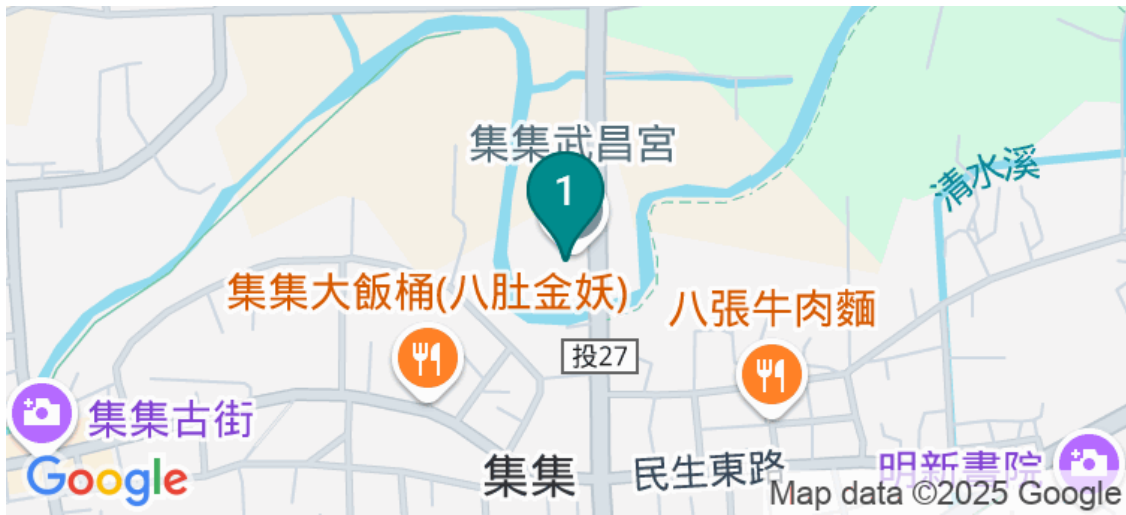 集集武昌宮
1
清水溪
集集大飯桶(八肚金妖)
八張牛肉麵
投27
集集古街
集集
民生東路
明新書院
Google
Map data ©2025 Google